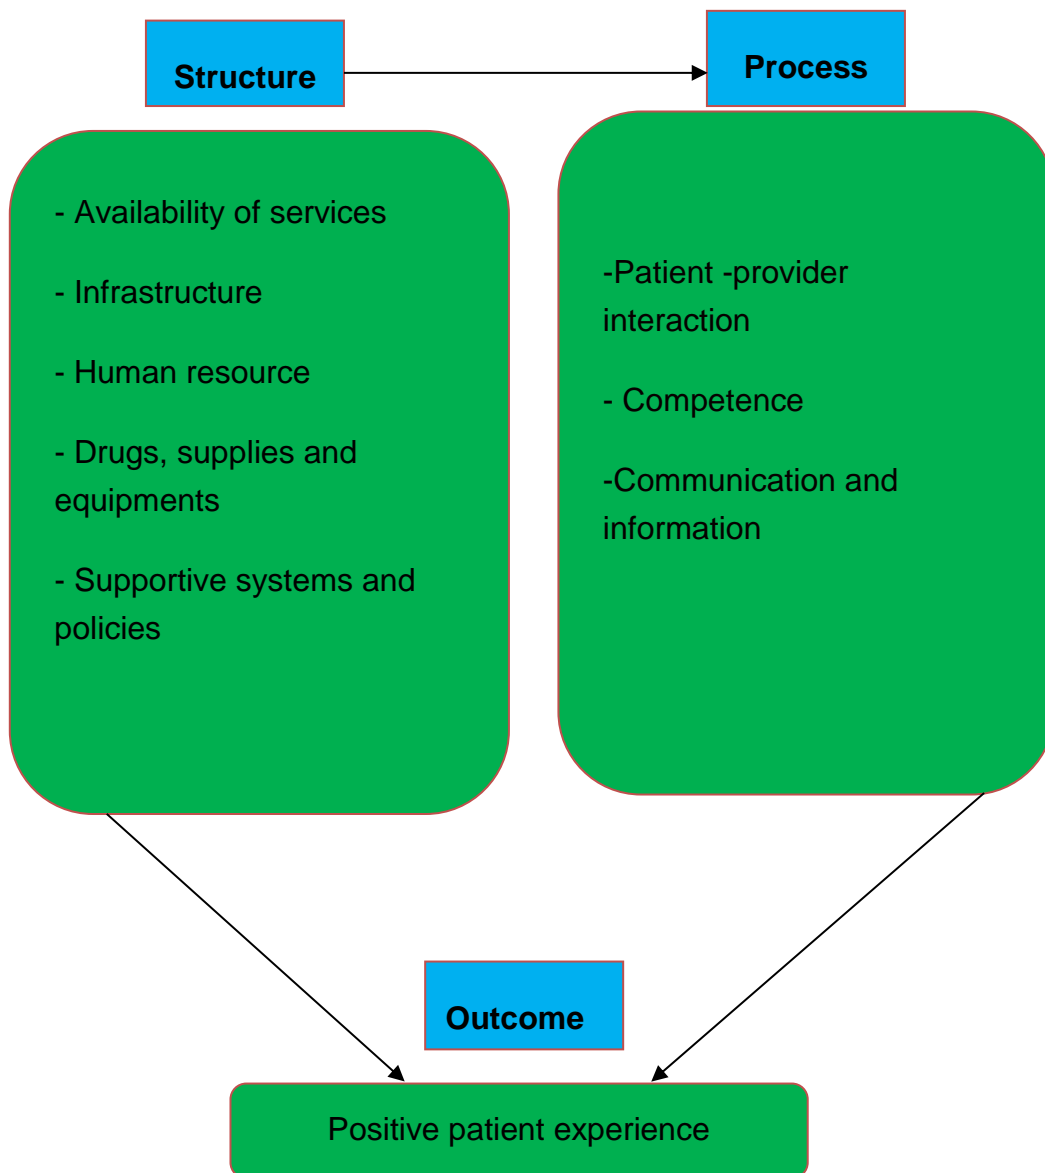 Structure
Process
- Availability of services
- Infrastructure
- Human resource
- Drugs, supplies and
equipments
- Supportive systems and
policies
-Patient -provider
interaction
- Competence
-Communication and
information
Outcome
Positive patient experience